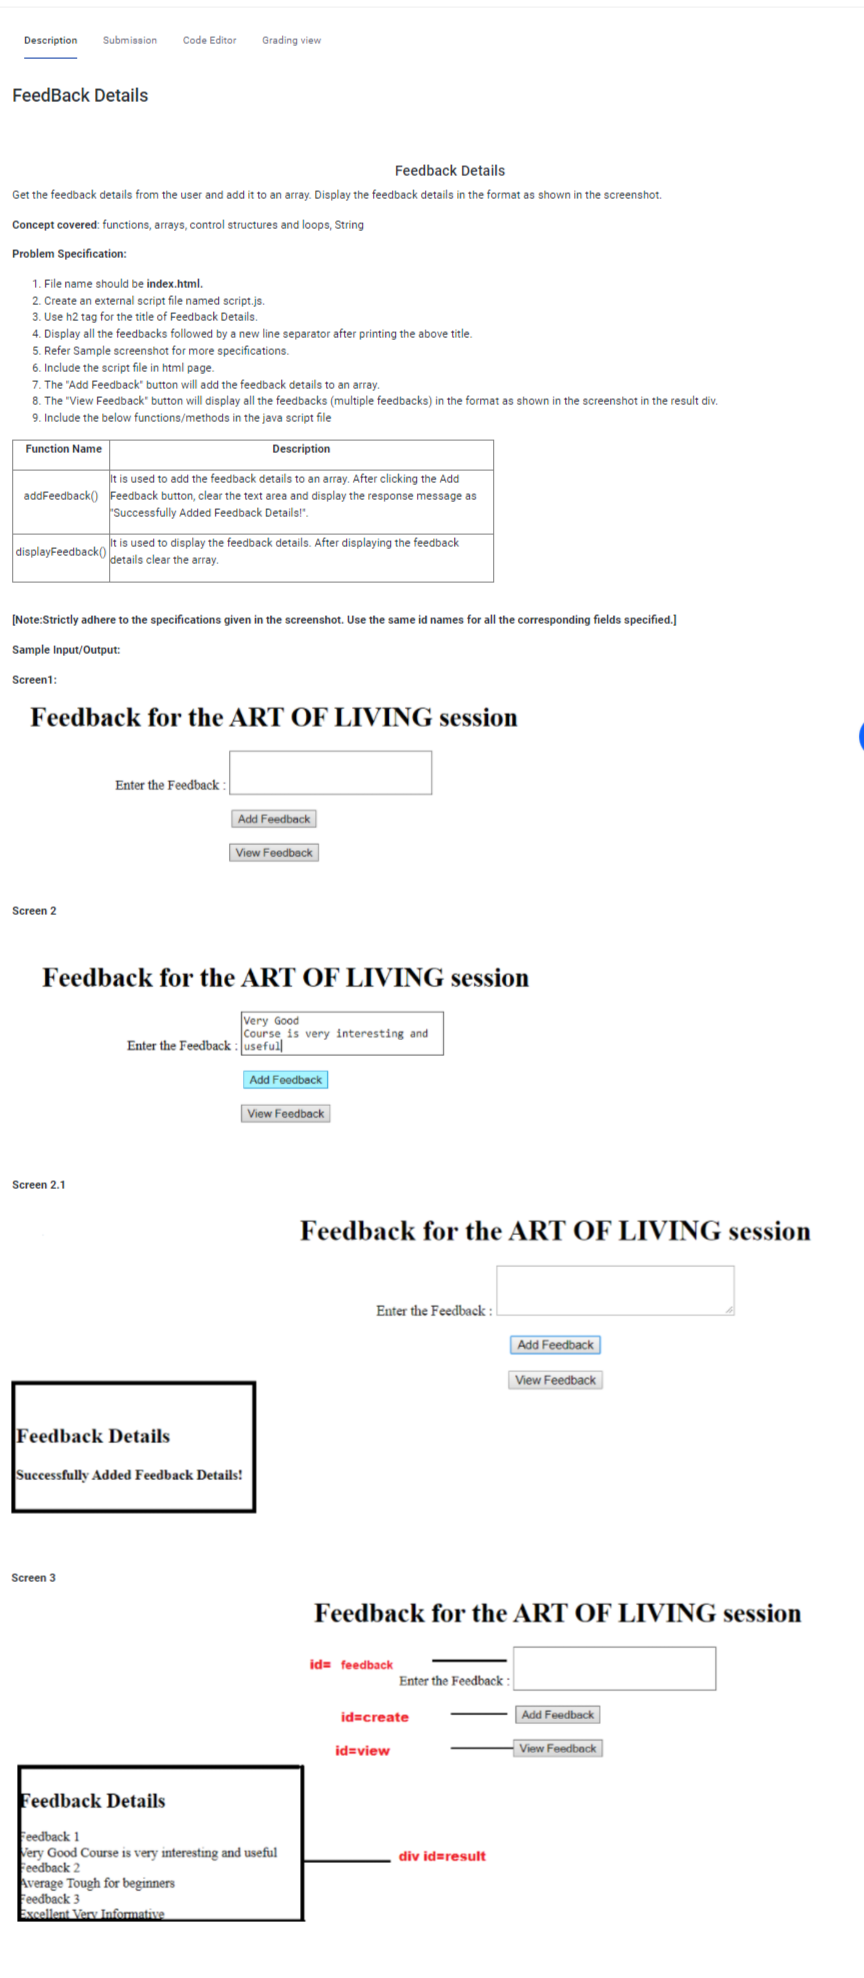 Description Submission Code Editor Grading view
FeedBack Details
Feedback Details
Get the feedback details from the user and add it to an array. Display the feedback details in the format as shown in the screenshot.
Concept covered: functions, arrays, control structures and loops, String
Problem Specification:
1. File name should be index.html.
2. Create an external script file named script.js.
3. Use h2 tag for the title of Feedback Details.
4. Display all the feedbacks followed by a new line separator after printing the above title.
5. Refer Sample screenshot for more specifications.
6. Include the script file in html page.
7. The "Add Feedback" button will add the feedback details to an array.
8. The "View Feedback" button will display all the feedbacks (multiple feedbacks) in the format as shown in the screenshot in the result div.
9. Include the below functions/methods in the java script file
Function Name Description
addFeedback() It is used to add the feedback details to an array. After clicking the Add
Feedback button, clear the text area and display the response message as
"Successfully Added Feedback Details!".
displayFeedback() It is used to display the feedback details. After displaying the feedback
details clear the array.
[Note:Strictly adhere to the specifications given in the screenshot. Use the same id names for all the corresponding fields specified.]
Sample Input/Output:
Screen1:
Feedback for the ART OF LIVING session
Enter the Feedback :
Add Feedback
View Feedback
Screen 2
Feedback for the ART OF LIVING session
Very Good
Course is very interesting and
Enter the Feedback : useful
Add Feedback
View Feedback
Screen 2.1
Feedback for the ART OF LIVING session
Enter the Feedback :
Add Feedback
View Feedback
Feedback Details
Successfully Added Feedback Details!
Screen 3
Feedback for the ART OF LIVING session
id= feedback
Enter the Feedback :
id=create Add Feedback
id=view View Feedback
Feedback Details
Feedback 1
Very Good Course is very interesting and useful
div id=result
Feedback 2
Average Tough for beginners
Feedback 3
Excellent Very Informative